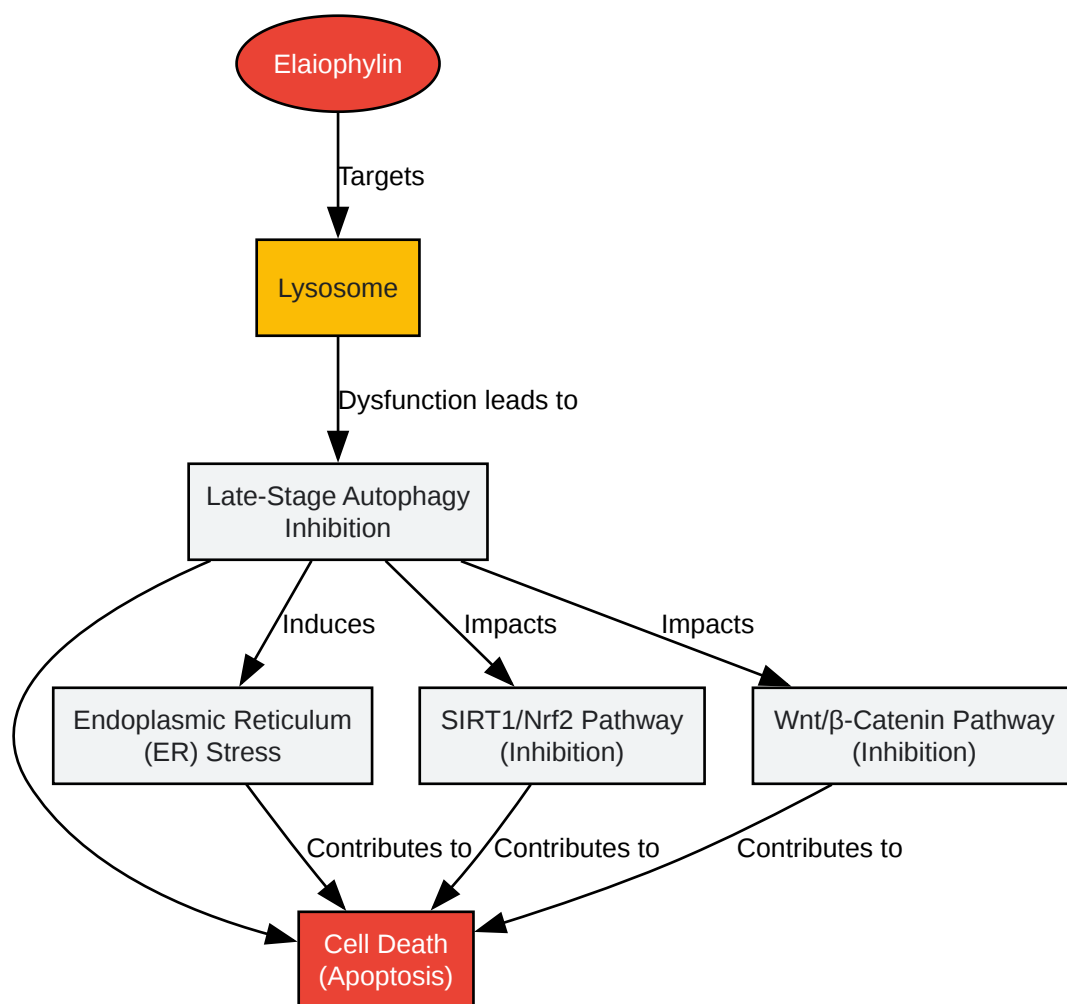 Elaiophylin
Targets
Lysosome
Dysfunction leads to
Late-Stage Autophagy
Inhibition
Induces
Impacts
Impacts
Endoplasmic Reticulum
(ER) Stress
SIRT1/Nrf2 Pathway
(Inhibition)
Wnt/β-Catenin Pathway
(Inhibition)
Contributes to
Contributes to
Contributes to
Cell Death
(Apoptosis)